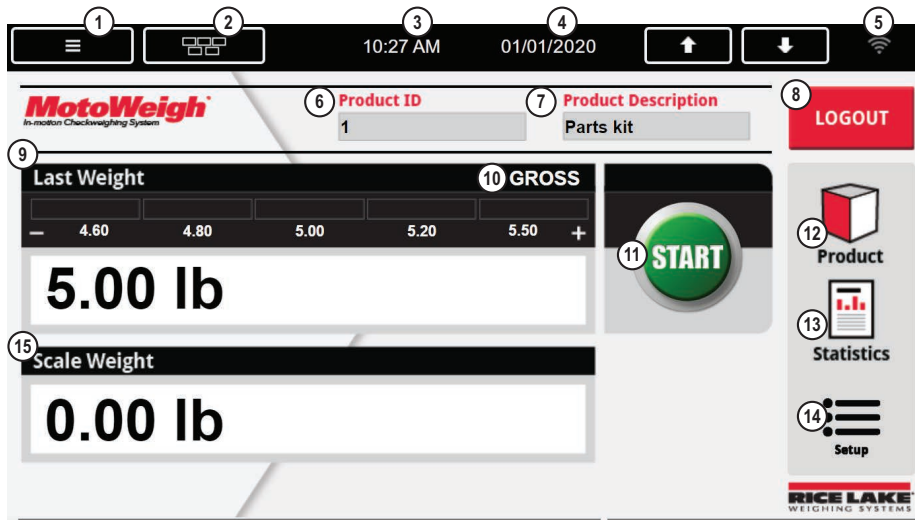 1 2 3 4 5
10:27 AM 01/01/2020
MotoWeigh
In-motion Checkweighing System
6 Product ID 7 Product Description
1 Parts kit
8
LOGOUT
9
Last Weight 10 GROSS
− 4.60 4.80 5.00 5.20 5.50 +
5.00 lb
11 START
12
Product
13
Statistics
14
Setup
15
Scale Weight
0.00 lb
RICE LAKE
WEIGHING SYSTEMS